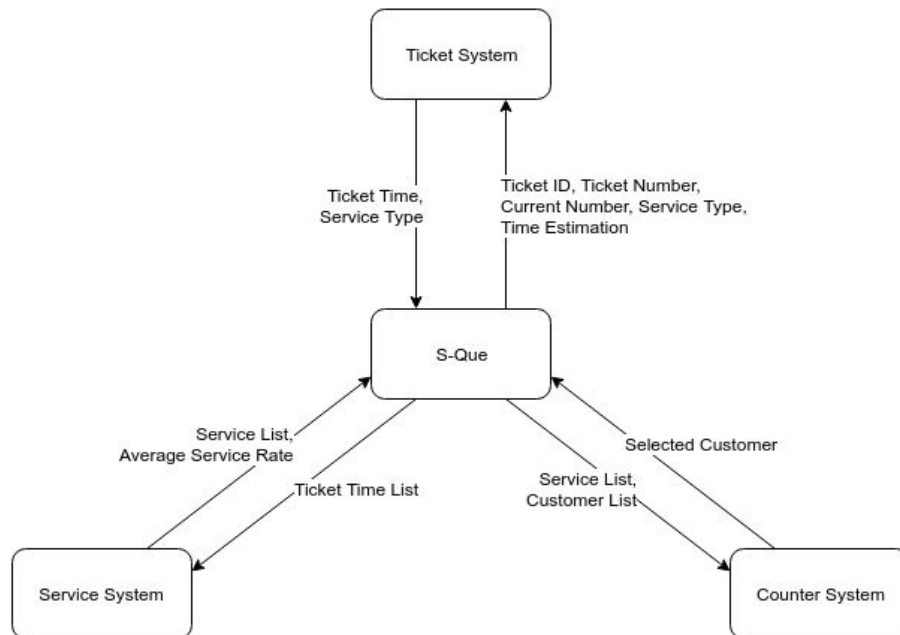 Ticket System
Ticket Time,
Service Type
Ticket ID, Ticket Number,
Current Number, Service Type,
Time Estimation
S-Que
Service List,
Average Service Rate
Ticket Time List
Selected Customer
Service List,
Customer List
Service System
Counter System